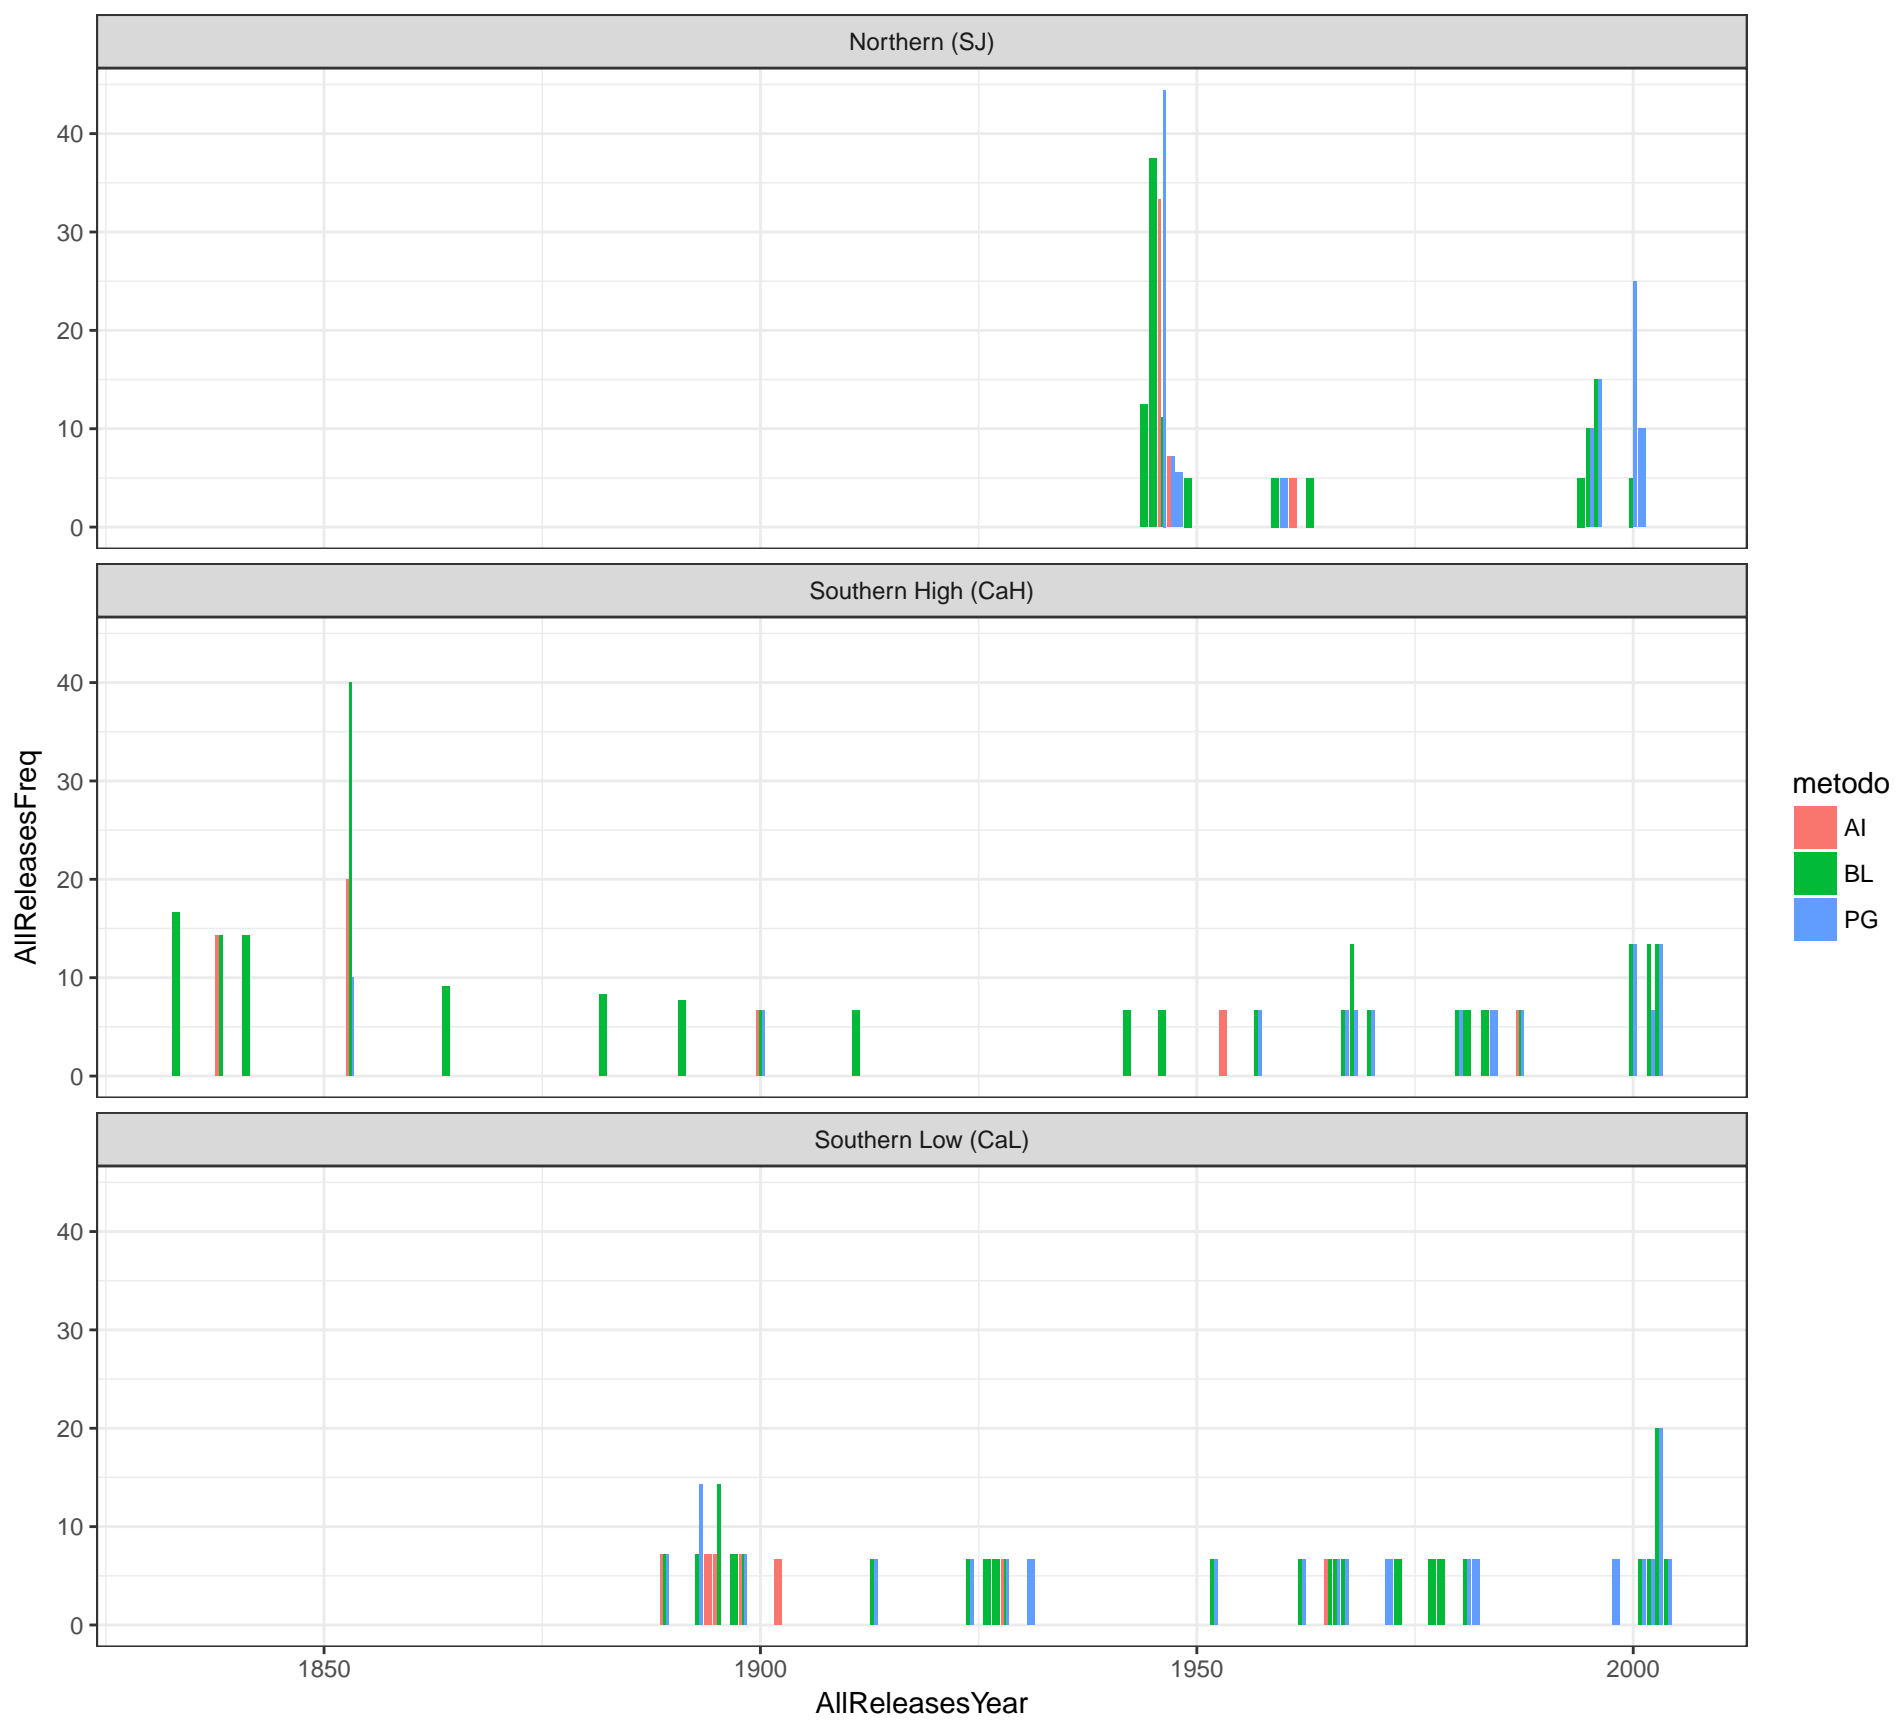 Northern (SJ)
40
30
20
10
0
Southern High (CaH)
40
30
20
10
0
Southern Low (CaL)
40
30
20
10
0
1850 1900 1950 2000
AllReleasesYear
AllReleasesFreq
metodo
AI
BL
PG